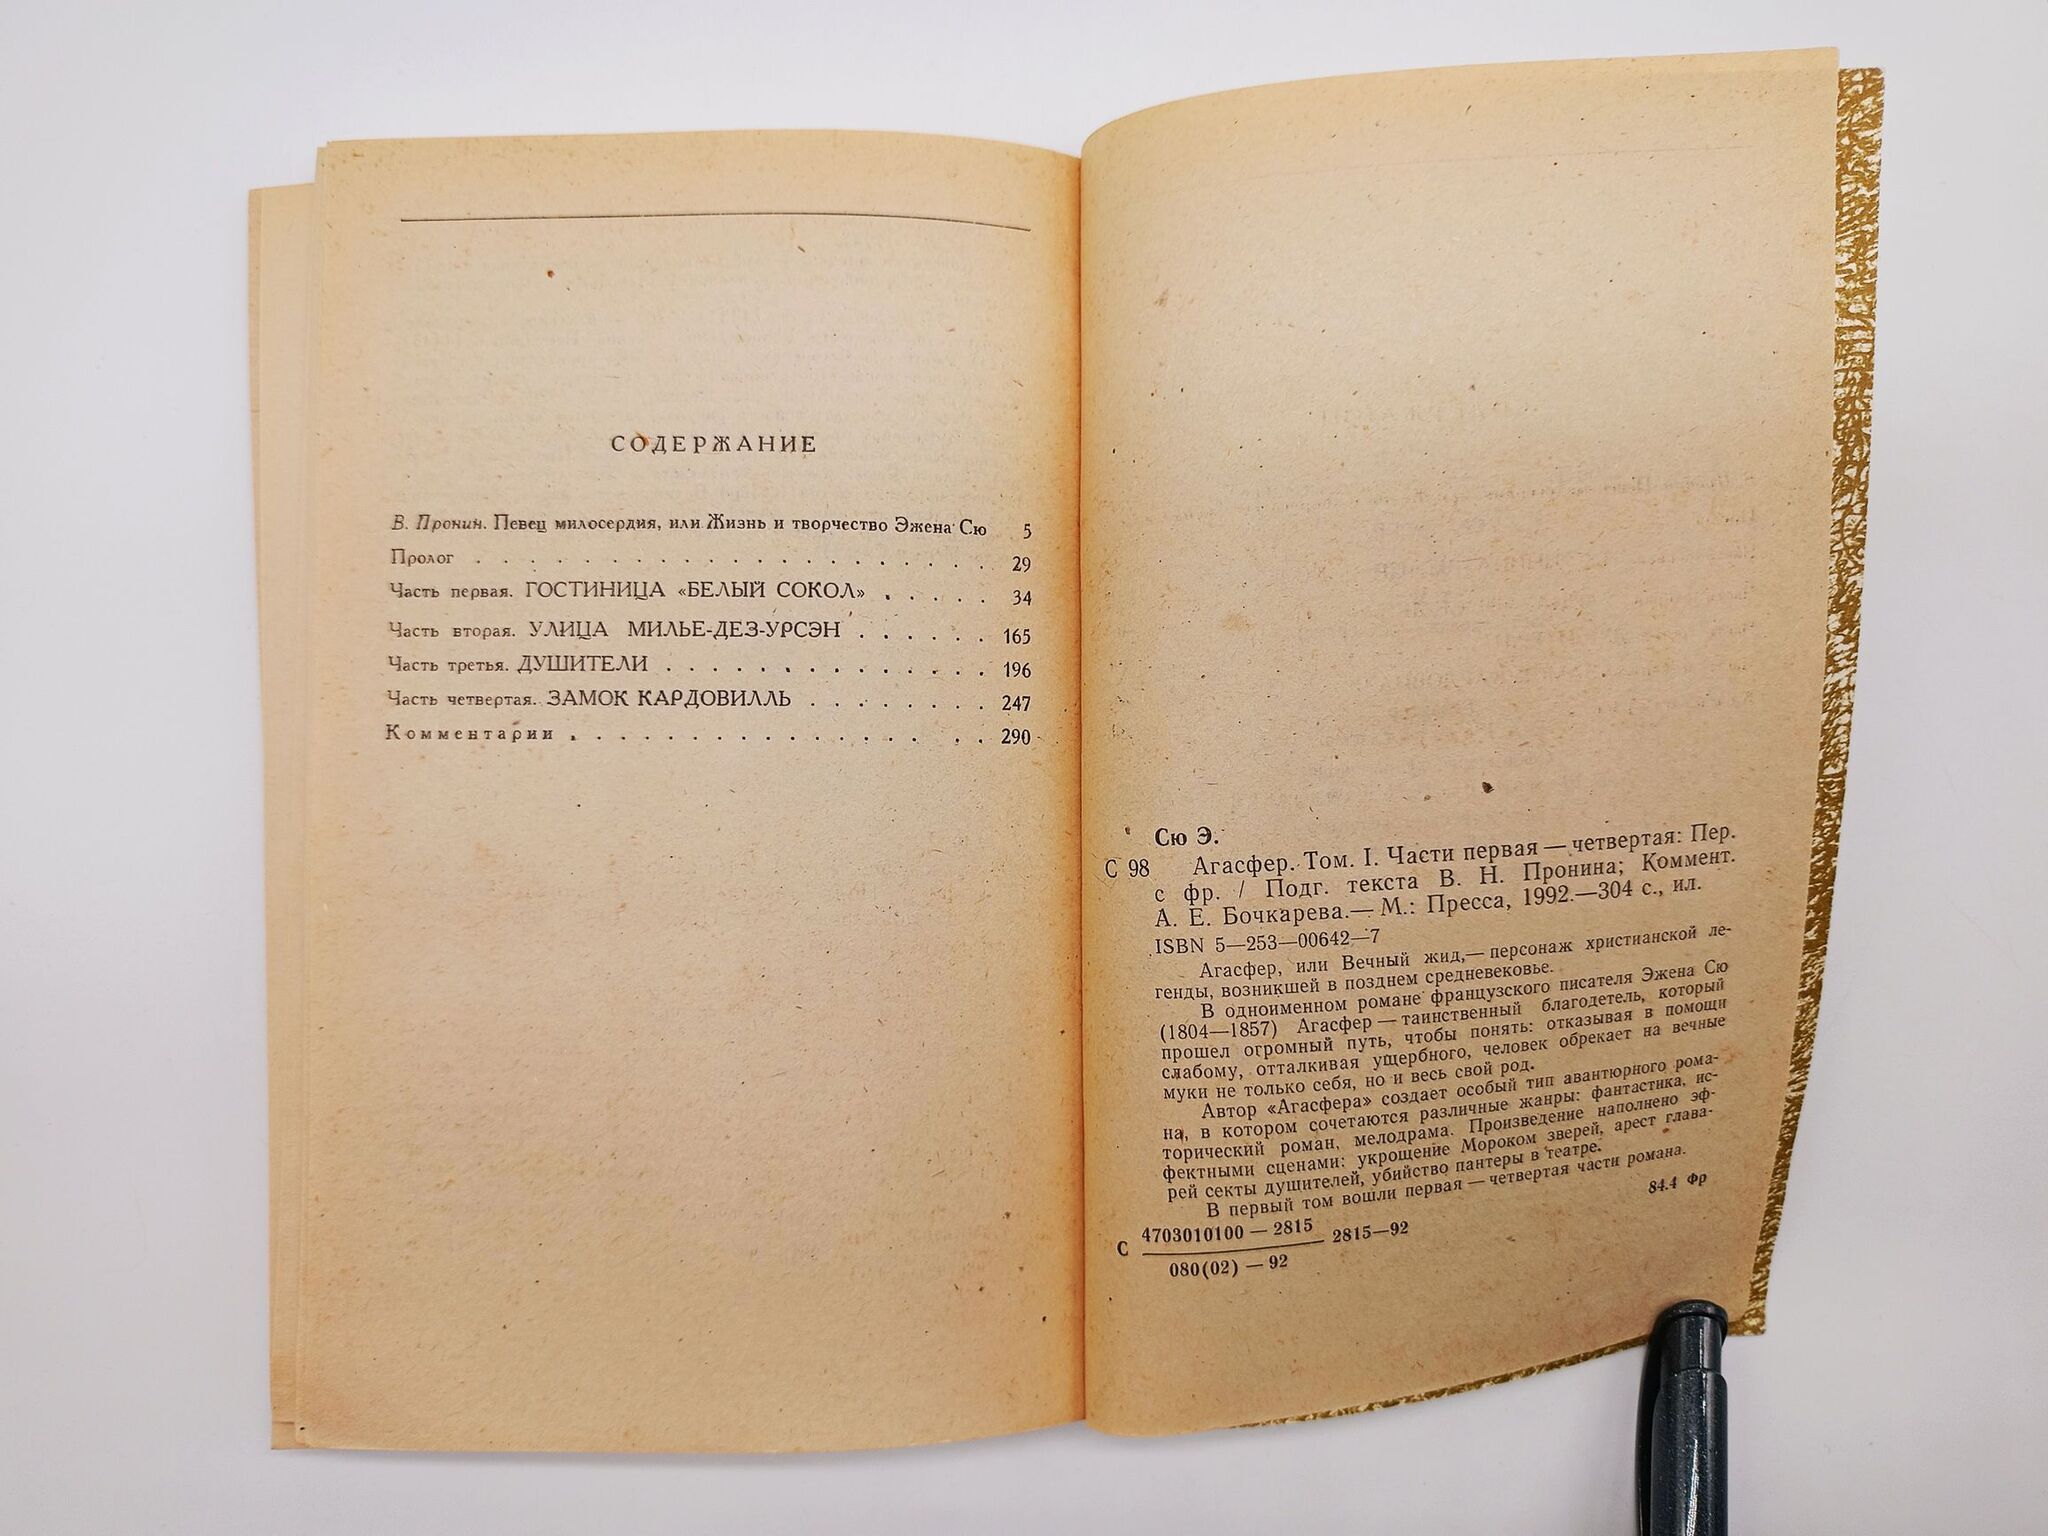 СОДЕРЖАНИЕ
В. Пронин. Певец милосердия, или Жизнь и творчество Эжена Сю 5
Пролог . . . . . . . . . . . . . . . . . . . . . 29
Часть первая. ГОСТИНИЦА «БЕЛЫЙ СОКОЛ» . . . . . . 34
Часть вторая. УЛИЦА МИЛЬЕ-ДЕЗ-УРСЭН . . . . . . . 165
Часть третья. ДУШИТЕЛИ . . . . . . . . . . . . . . 196
Часть четвертая. ЗАМОК КАРДОВИЛЛЬ . . . . . . . . 247
Комментарии . . . . . . . . . . . . . . . . . 290
Сю Э.
С 98 Агасфер. Том. I. Части первая — четвертая: Пер.
с фр. / Подг. текста В. Н. Пронина; Коммент.
А. Е. Бочкарева.— М.: Пресса, 1992.—304 с., ил.
ISBN 5—253—00642—7
Агасфер, или Вечный жид,— персонаж христианской ле-
генды, возникшей в позднем средневековье.
В одноименном романе французского писателя Эжена Сю
(1804—1857) Агасфер — таинственный благодетель, который
прошел огромный путь, чтобы понять: отказывая в помощи
слабому, отталкивая ущербного, человек обрекает на вечные
муки не только себя, но и весь свой род.
Автор «Агасфера» создает особый тип авантюрного рома-
на, в котором сочетаются различные жанры: фантастика, ис-
торический роман, мелодрама. Произведение наполнено эф-
фектными сценами: укрощение Мороком зверей, арест глава-
рей секты душителей, убийство пантеры в театре.
В первый том вошли первая — четвертая части романа.
84.4 Фр
4703010100 — 2815
С 2815—92
080(02) — 92